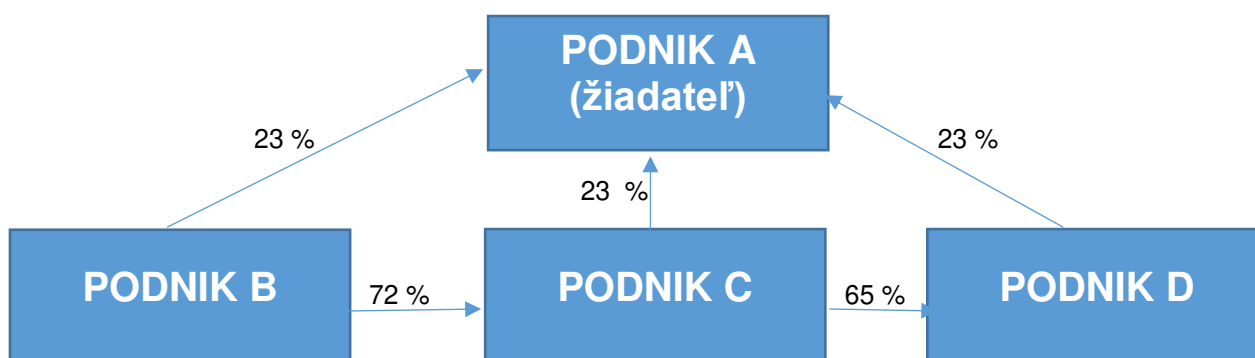 PODNIK A
(žiadateľ)
23 %
23 %
23 %
PODNIK B
72 %
PODNIK C
65 %
PODNIK D